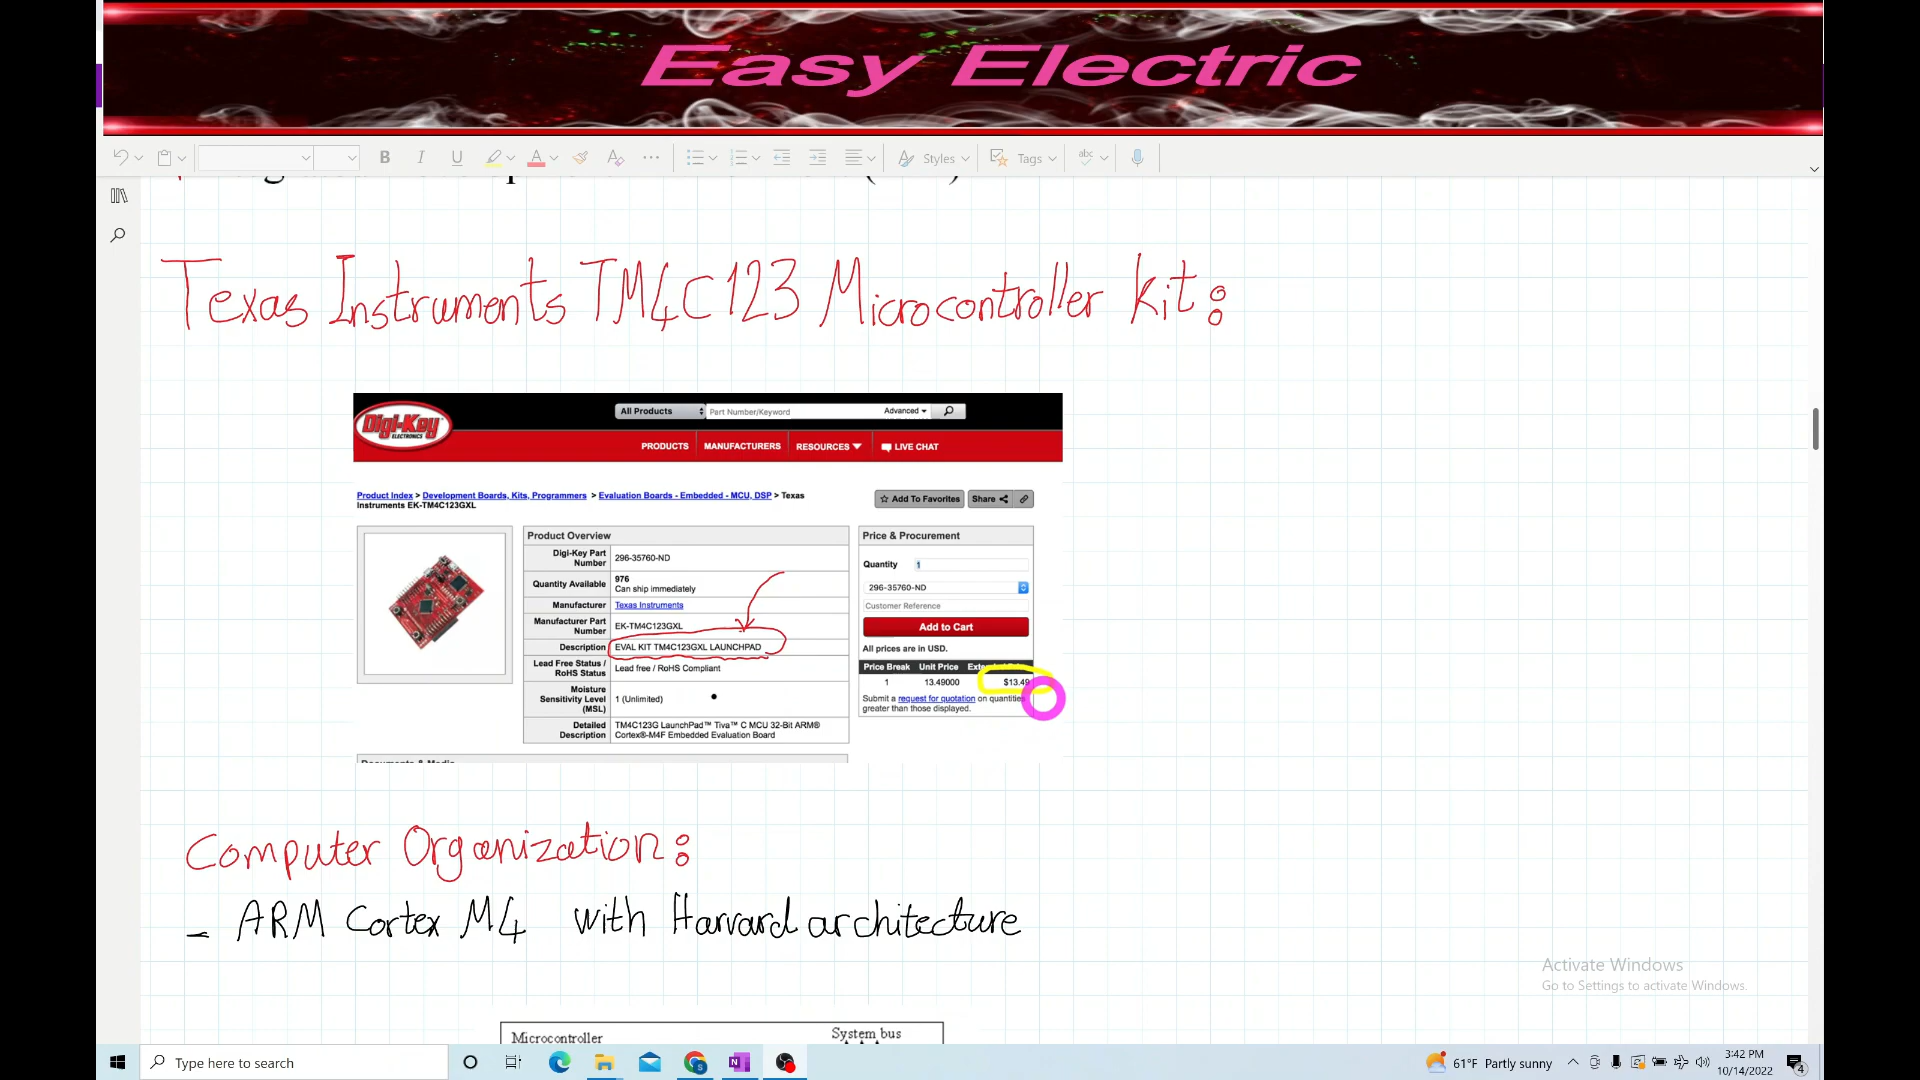 Easy Electric
B I U A Styles Tags abc
Texas Instruments TM4C123 Microcontroller Kit:
Digi-Key
ELECTRONICS
All Products Part Number/Keyword Advanced
PRODUCTS MANUFACTURERS RESOURCES LIVE CHAT
Product Index > Development Boards, Kits, Programmers > Evaluation Boards - Embedded - MCU, DSP > Texas
Instruments EK-TM4C123GXL
Add To Favorites Share
Product Overview
Digi-Key Part
Number
296-35760-ND
Quantity Available
976
Can ship immediately
Manufacturer Texas Instruments
Manufacturer Part
Number
EK-TM4C123GXL
Description EVAL KIT TM4C123GXL LAUNCHPAD
Lead Free Status /
RoHS Status
Lead free / RoHS Compliant
Moisture
Sensitivity Level
(MSL)
1 (Unlimited)
Detailed
Description
TM4C123G LaunchPad™ Tiva™ C MCU 32-Bit ARM®
Cortex®-M4F Embedded Evaluation Board
Price & Procurement
Quantity 1
296-35760-ND
Customer Reference
Add to Cart
All prices are in USD.
Price Break Unit Price
1 13.49000 $13.49
Submit a request for quotation on quantities
greater than those displayed.
Computer Organization:
- ARM Cortex M4 with Harvard architecture
Microcontroller System bus
Activate Windows
Go to Settings to activate Windows.
Type here to search
61°F Partly sunny
3:42 PM
10/14/2022
4